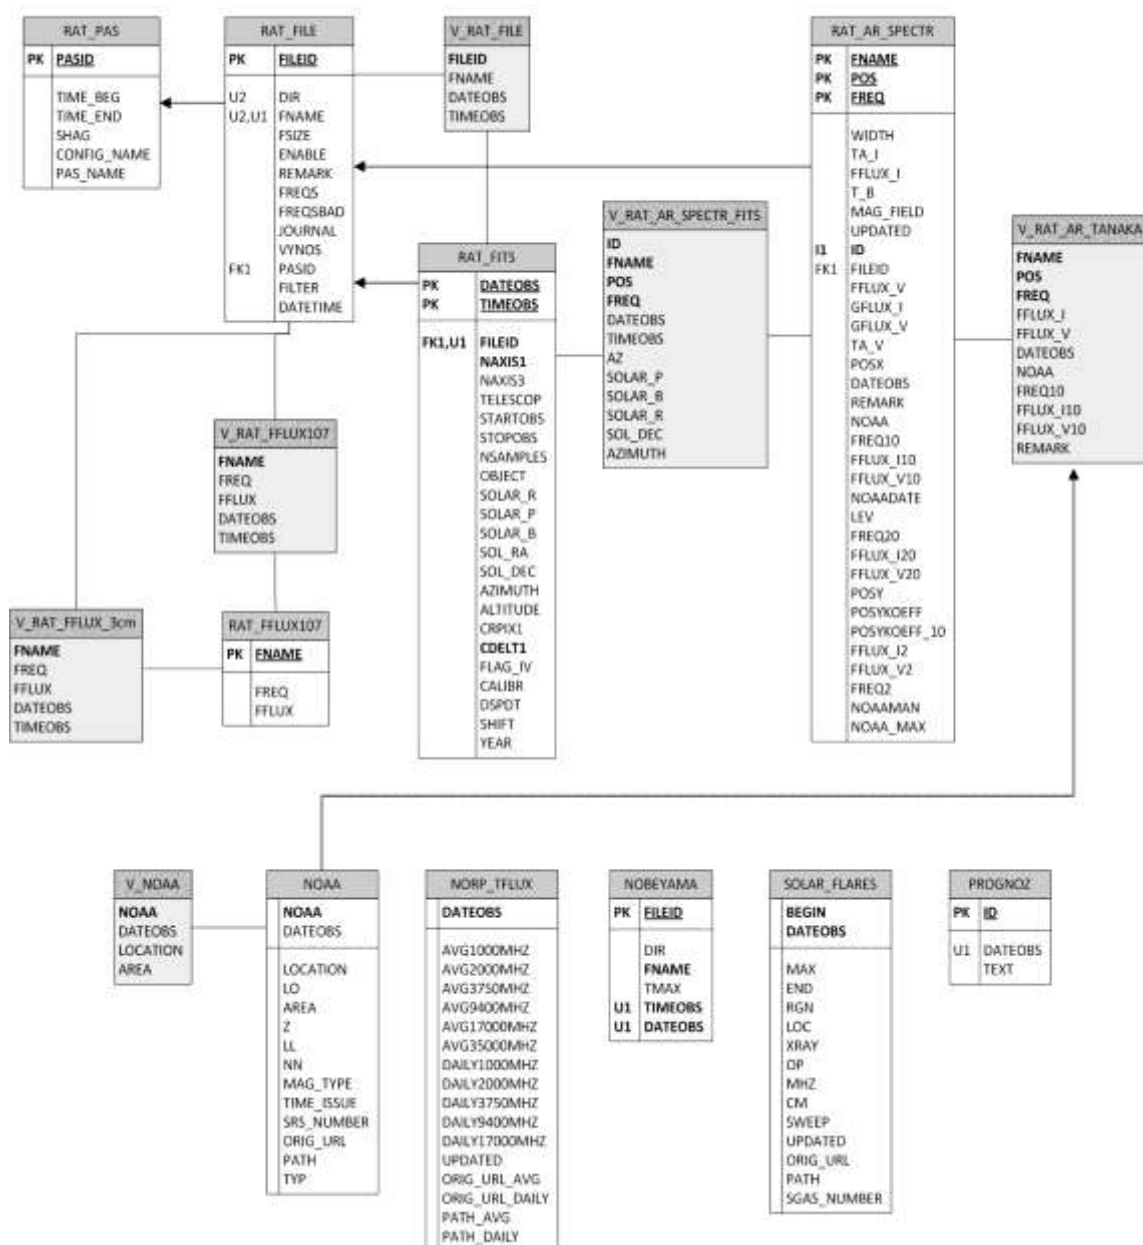 RAT_PAS
PK PASID
TIME_BEG
TIME_END
SHAG
CONFIG_NAME
PAS_NAME
RAT_FILE
PK FILEID
U2 DIR
U2,U1 FNAME
FSIZE
ENABLE
REMARK
FREQS
FREQSBAD
JOURNAL
VYNOS
FK1 PASID
FILTER
DATETIME
V_RAT_FILE
FILEID
FNAME
DATEOBS
TIMEOBS
RAT_AR_SPECTR
PK FNAME
PK POS
PK FREQ
WIDTH
TA_I
FFLUX_I
T_B
MAG_FIELD
UPDATED
I1 ID
FK1 FILEID
FFLUX_V
GFLUX_I
GFLUX_V
TA_V
POSX
DATEOBS
REMARK
NOAA
FREQ10
FFLUX_I10
FFLUX_V10
NOAADATE
LEV
FREQ20
FFLUX_I20
FFLUX_V20
POSY
POSYKOEFF
POSYKOEFF_10
FFLUX_I2
FFLUX_V2
FREQ2
NOAAMAN
NOAA_MAX
V_RAT_AR_SPECTR_FITS
ID
FNAME
POS
FREQ
DATEOBS
TIMEOBS
AZ
SOLAR_P
SOLAR_B
SOLAR_R
SOL_DEC
AZIMUTH
V_RAT_AR_TANAKA
FNAME
POS
FREQ
FFLUX_I
FFLUX_V
DATEOBS
NOAA
FREQ10
FFLUX_I10
FFLUX_V10
REMARK
RAT_FITS
PK DATEOBS
PK TIMEOBS
FK1,U1 FILEID
NAXIS1
NAXIS3
TELESCOP
STARTOBS
STOPOBS
NSAMPLES
OBJECT
SOLAR_R
SOLAR_P
SOLAR_B
SOL_RA
SOL_DEC
AZIMUTH
ALTITUDE
CRPIX1
CDELT1
FLAG_IV
CALIBR
DSPDT
SHIFT
YEAR
V_RAT_FFLUX107
FNAME
FREQ
FFLUX
DATEOBS
TIMEOBS
V_RAT_FFLUX_3cm
FNAME
FREQ
FFLUX
DATEOBS
TIMEOBS
RAT_FFLUX107
PK FNAME
FREQ
FFLUX
V_NOAA
NOAA
DATEOBS
LOCATION
AREA
NOAA
NOAA
DATEOBS
LOCATION
LO
AREA
Z
LL
NN
MAG_TYPE
TIME_ISSUE
SRS_NUMBER
ORIG_URL
PATH
TYP
NORP_TFLUX
DATEOBS
AVG1000MHZ
AVG2000MHZ
AVG3750MHZ
AVG9400MHZ
AVG17000MHZ
AVG35000MHZ
DAILY1000MHZ
DAILY2000MHZ
DAILY3750MHZ
DAILY9400MHZ
DAILY17000MHZ
UPDATED
ORIG_URL_AVG
ORIG_URL_DAILY
PATH_AVG
PATH_DAILY
NOBEYAMA
PK FILEID
DIR
FNAME
TMAX
U1 TIMEOBS
U1 DATEOBS
SOLAR_FLARES
BEGIN
DATEOBS
MAX
END
RGN
LOC
XRAY
OP
MHZ
CM
SWEEP
UPDATED
ORIG_URL
PATH
SGAS_NUMBER
PROGNOZ
PK ID
U1 DATEOBS
TEXT